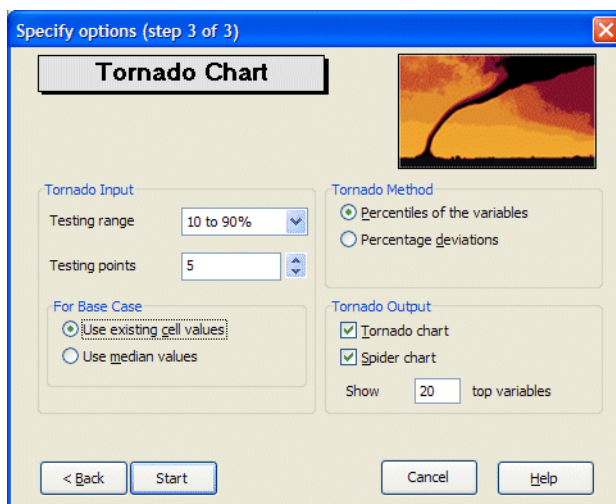 Specify options (step 3 of 3)
Tornado Chart
Tornado Input
Testing range 10 to 90%
Testing points 5
For Base Case
Use existing cell values
Use median values
Tornado Method
Percentiles of the variables
Percentage deviations
Tornado Output
Tornado chart
Spider chart
Show 20 top variables
< Back Start Cancel Help